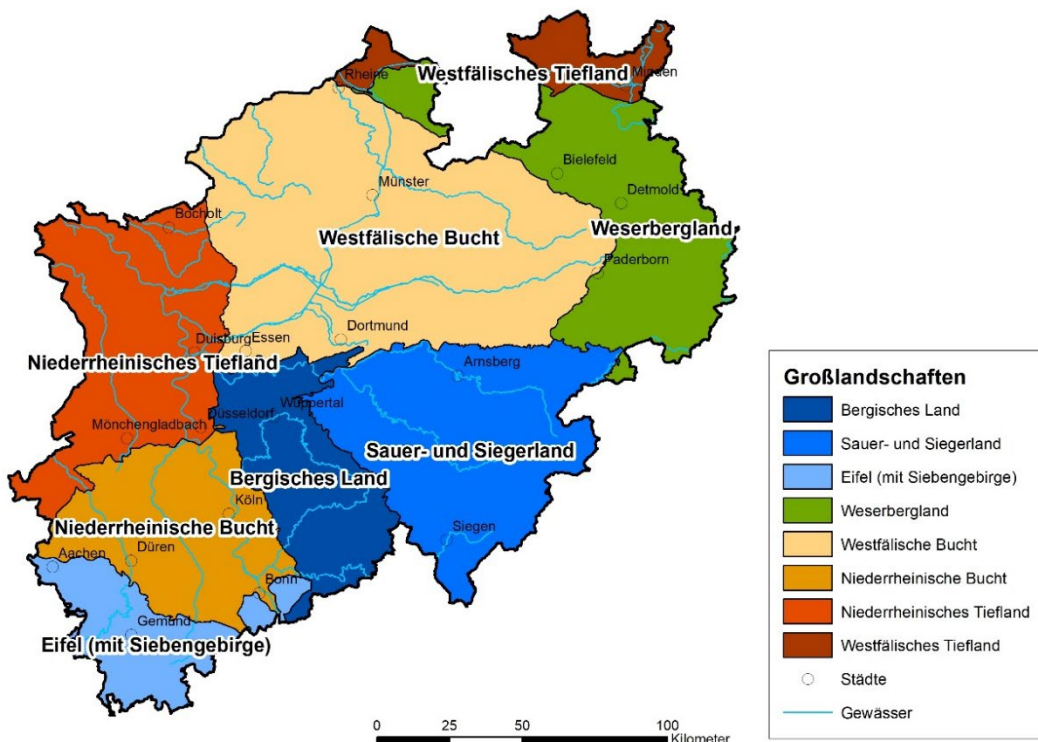 Rheine
Westfälisches Tiefland
Minden
Bielefeld
Münster
Detmold
Bocholt
Westfälische Bucht
Weserbergland
Paderborn
Dortmund
Duisburg
Essen
Niederrheinisches Tiefland
Arnsberg
Wuppertal
Düsseldorf
Mönchengladbach
Sauer- und Siegerland
Bergisches Land
Köln
Niederrheinische Bucht
Siegen
Aachen
Düren
Bonn
Gemünd
Eifel (mit Siebengebirge)
Großlandschaften
Bergisches Land
Sauer- und Siegerland
Eifel (mit Siebengebirge)
Weserbergland
Westfälische Bucht
Niederrheinische Bucht
Niederrheinisches Tiefland
Westfälisches Tiefland
Städte
Gewässer
0 25 50 100
Kilometer